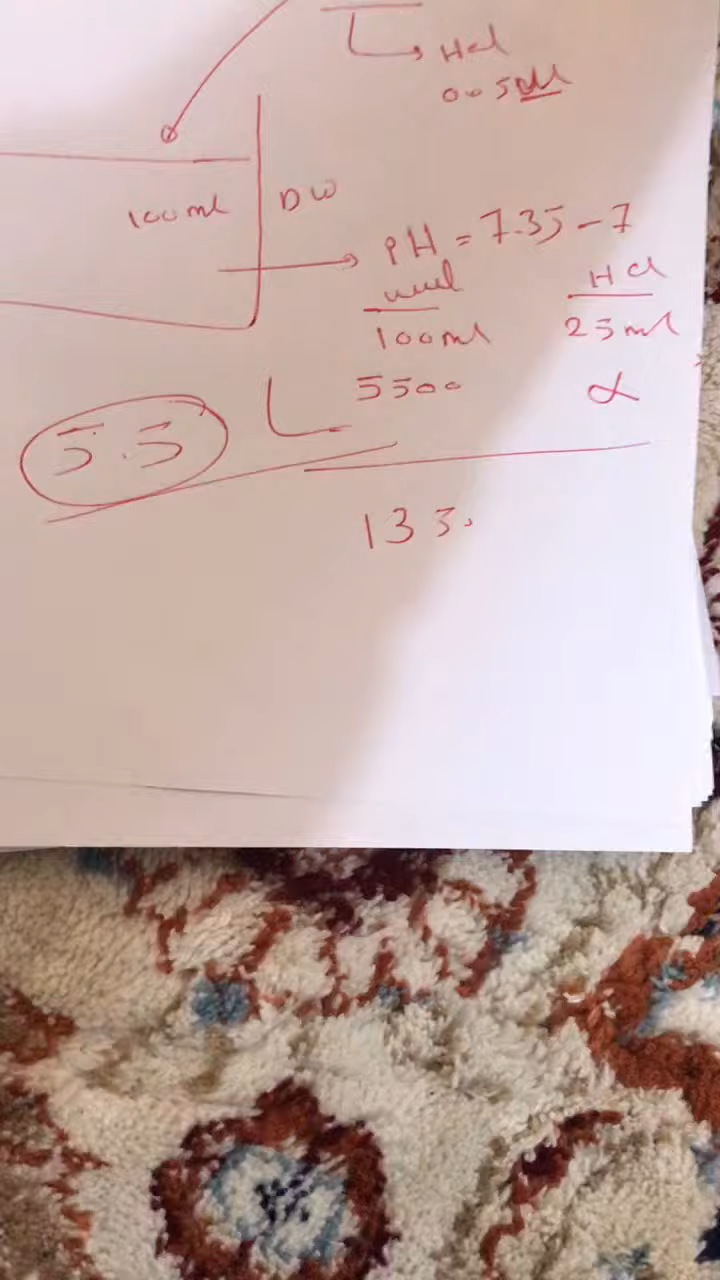 HCl
0.05M
100ml DW
PH = 7.35-7
HCl
100ml 25ml
5500 α
5.5
133.